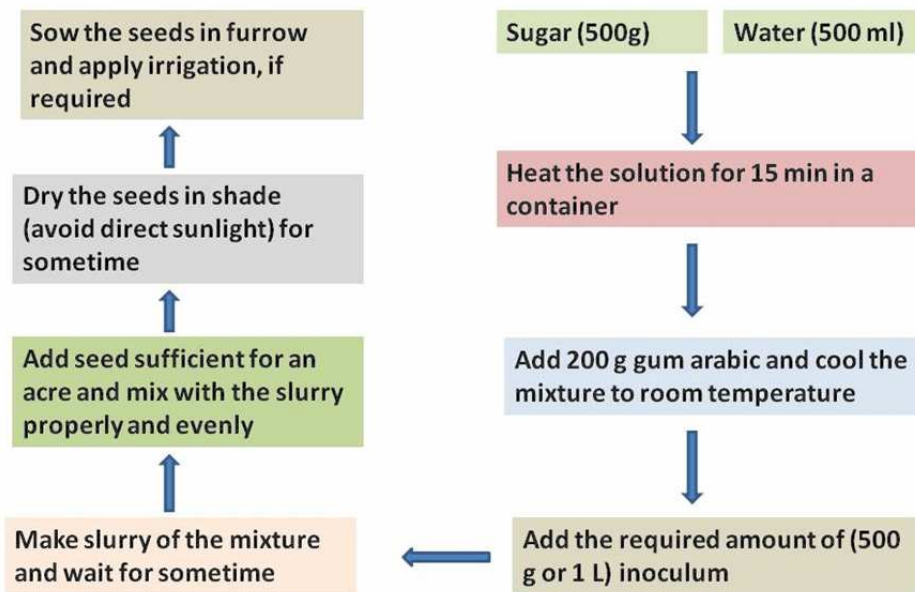 Sugar (500g)
Water (500 ml)
Heat the solution for 15 min in a
container
Add 200 g gum arabic and cool the
mixture to room temperature
Add the required amount of (500
g or 1 L) inoculum
Make slurry of the mixture
and wait for sometime
Add seed sufficient for an
acre and mix with the slurry
properly and evenly
Dry the seeds in shade
(avoid direct sunlight) for
sometime
Sow the seeds in furrow
and apply irrigation, if
required